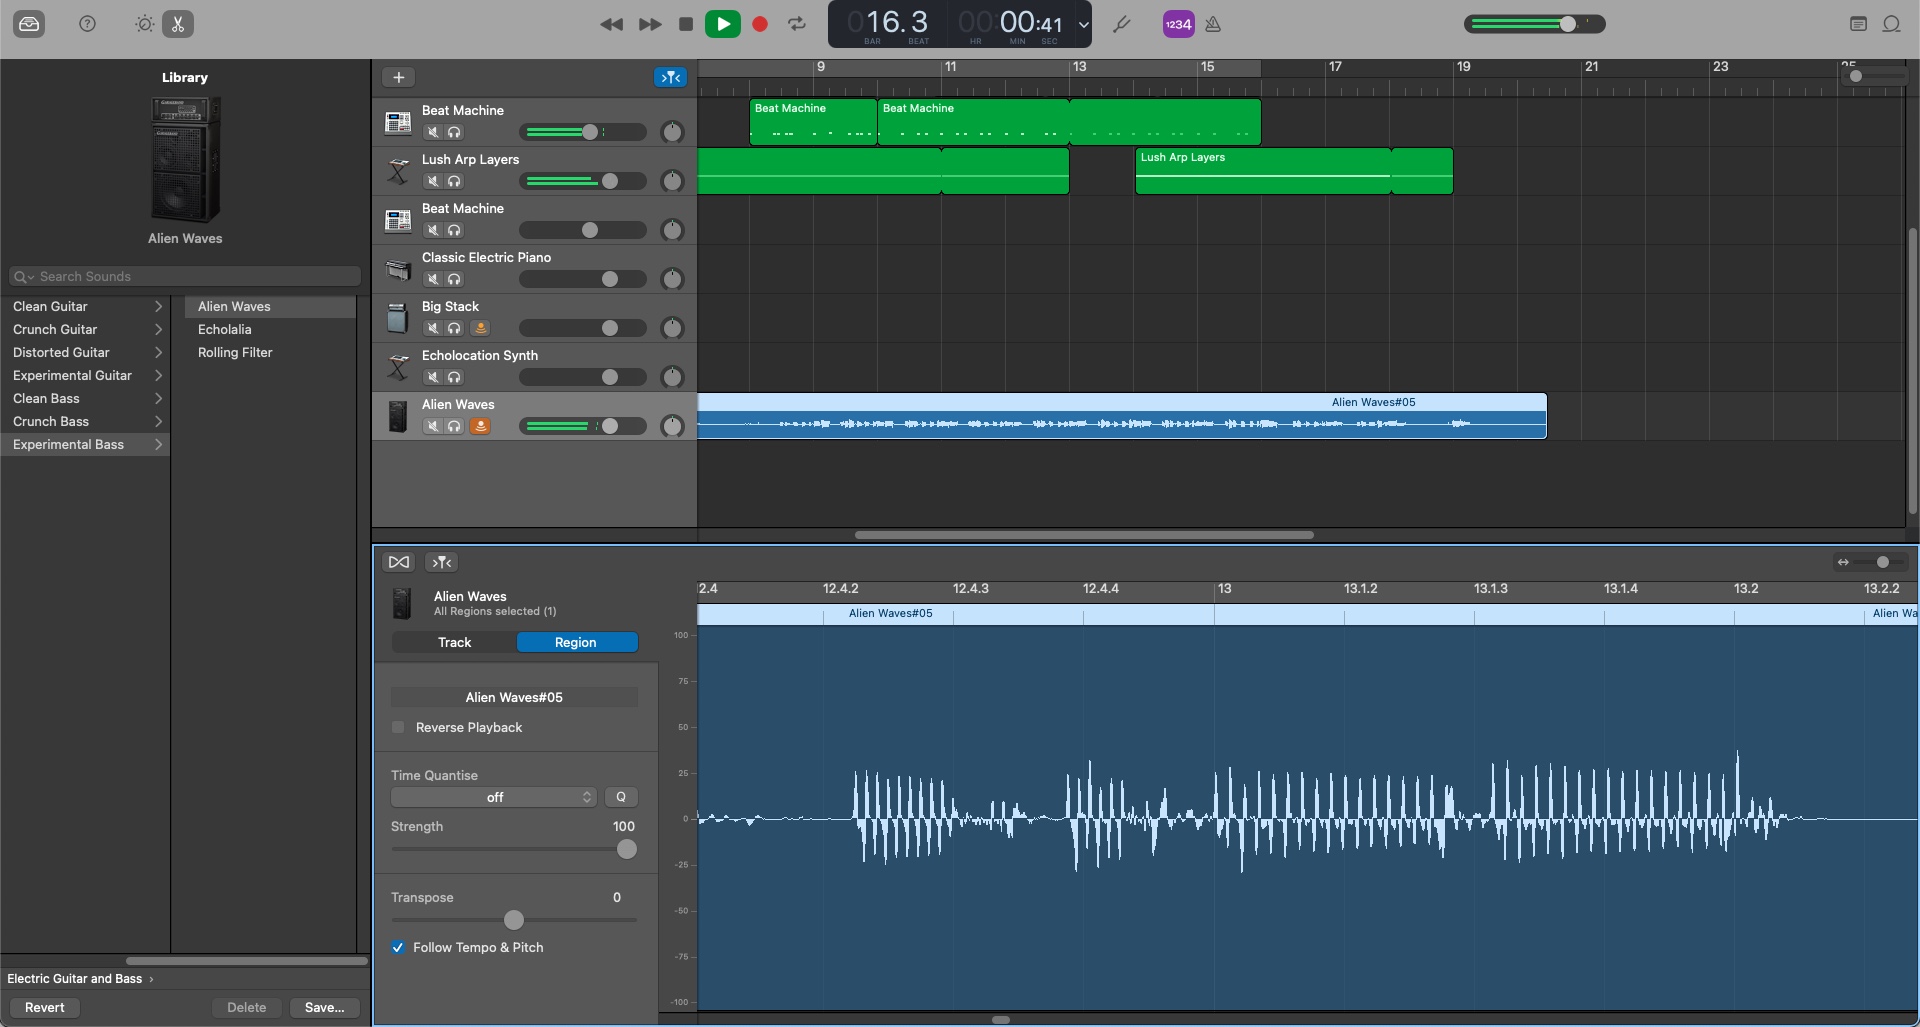 016.3
BAR BEAT
00:00:41
HR MIN SEC
1234
Library
Alien Waves
Search Sounds
Clean Guitar
Crunch Guitar
Distorted Guitar
Experimental Guitar
Clean Bass
Crunch Bass
Experimental Bass
Alien Waves
Echolalia
Rolling Filter
Electric Guitar and Bass
Revert
Delete
Save...
9 11 13 15 17 19 21 23 25
Beat Machine
Lush Arp Layers
Beat Machine
Classic Electric Piano
Big Stack
Echolocation Synth
Alien Waves
Beat Machine
Beat Machine
Lush Arp Layers
Alien Waves#05
Alien Waves
All Regions selected (1)
Track
Region
Alien Waves#05
Reverse Playback
Time Quantise
off
Q
Strength 100
Transpose 0
Follow Tempo & Pitch
2.4 12.4.2 12.4.3 12.4.4 13 13.1.2 13.1.3 13.1.4 13.2 13.2.2
Alien Waves#05
Alien Wa
100
75
50
25
0
-25
-50
-75
-100